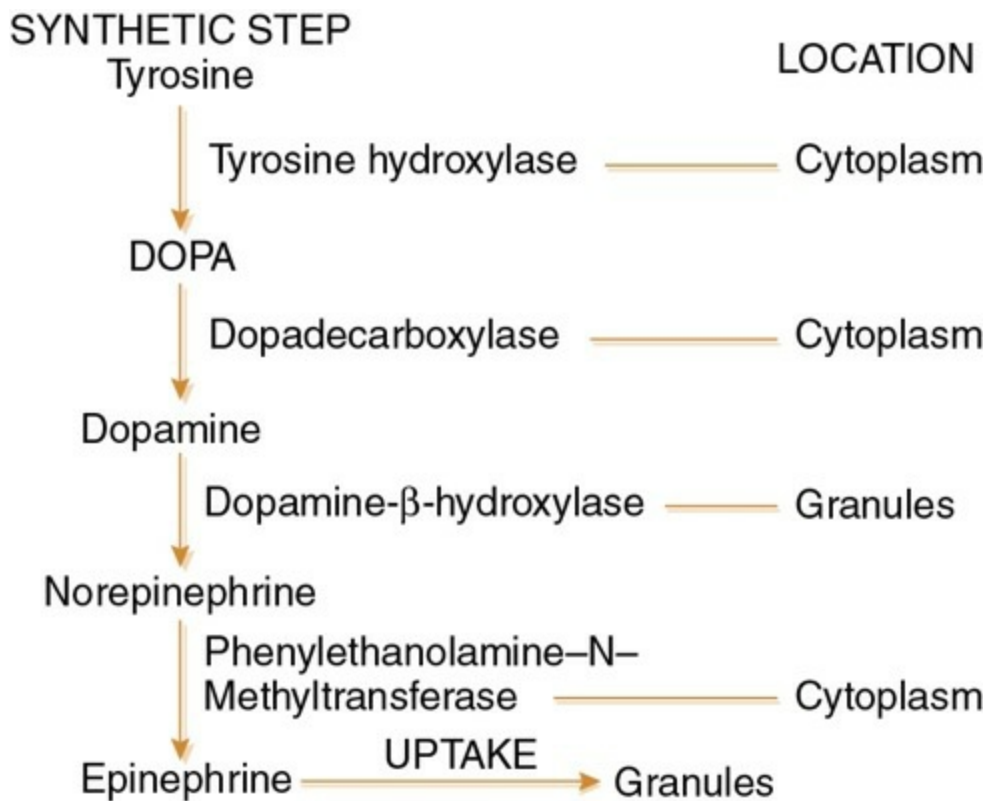 SYNTHETIC STEP
LOCATION
Tyrosine
Tyrosine hydroxylase Cytoplasm
DOPA
Dopadecarboxylase Cytoplasm
Dopamine
Dopamine-β-hydroxylase Granules
Norepinephrine
Phenylethanolamine–N–
Methyltransferase Cytoplasm
UPTAKE
Epinephrine Granules